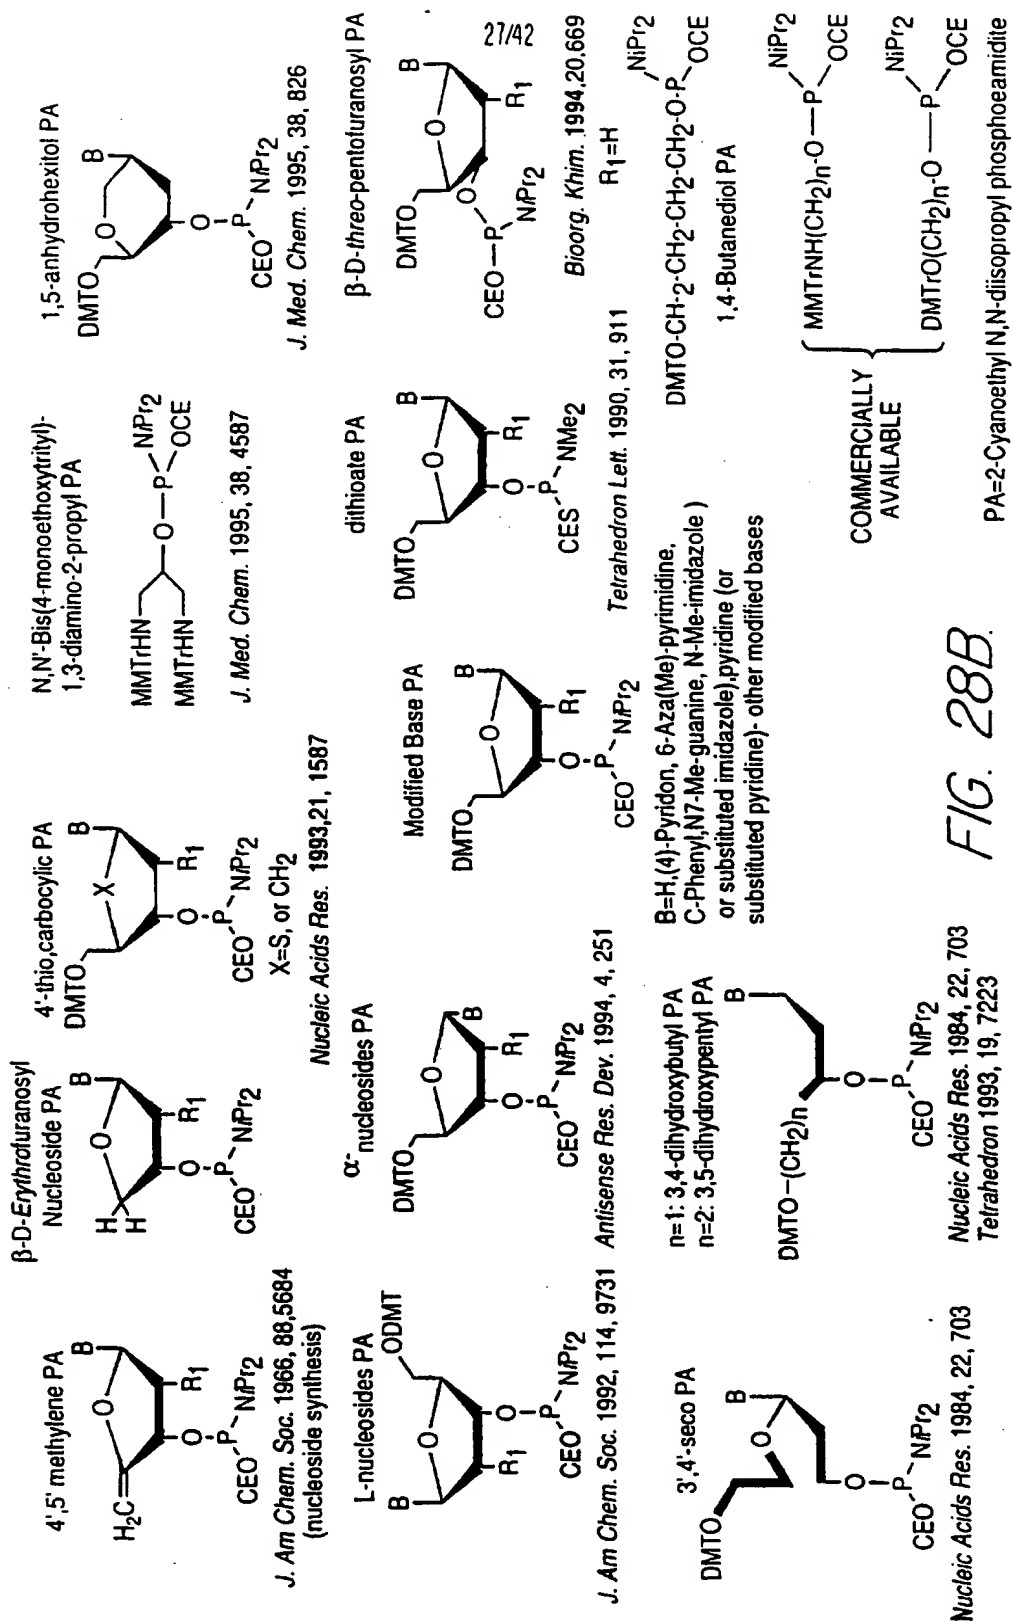 4',5' methylene PA
H2C
O
B
R1
O
P
CEO
NiPr2
J. Am Chem. Soc. 1966, 88,5684
(nucleoside synthesis)
β-D-Erythrofuranosyl
Nucleoside PA
H
H
O
B
R1
O
P
CEO
NiPr2
4'-thio,carbocylic PA
DMTO
X
B
R1
O
P
CEO
NiPr2
X=S, or CH2
Nucleic Acids Res. 1993,21, 1587
N,N'-Bis(4-monoethoxytrityl)-
1,3-diamino-2-propyl PA
MMTrHN
MMTrHN
O
P
NiPr2
OCE
J. Med. Chem. 1995, 38, 4587
1,5-anhydrohexitol PA
DMTO
O
B
O
P
CEO
NiPr2
J. Med. Chem. 1995, 38, 826
L-nucleosides PA
B
O
ODMT
R1
O
P
CEO
NiPr2
J. Am Chem. Soc. 1992, 114, 9731
α-
nucleosides PA
DMTO
O
B
R1
O
P
CEO
NiPr2
Antisense Res. Dev. 1994, 4, 251
Modified Base PA
DMTO
O
B
R1
O
P
CEO
NiPr2
B=H,(4)-Pyridon, 6-Aza(Me)-pyrimidine,
C-Phenyl,N7-Me-guanine, N-Me-imidazole )
or substituted imidazole),pyridine (or
substituted pyridine)- other modified bases
dithioate PA
DMTO
O
B
R1
O
P
CES
NMe2
Tetrahedron Lett. 1990, 31, 911
β-D-threo-pentofuranosyl PA
DMTO
O
B
R1
O
CEO
P
NiPr2
Bioorg. Khim. 1994,20,669
R1=H
27/42
3',4'-seco PA
DMTO
O
B
O
P
CEO
NiPr2
Nucleic Acids Res. 1984, 22, 703
n=1: 3,4-dihydroxybutyl PA
n=2: 3,5-dihydroxypentyl PA
DMTO-(CH2)n
B
O
P
CEO
NiPr2
Nucleic Acids Res. 1984, 22, 703
Tetrahedron 1993, 19, 7223
DMTO-CH-2-CH2-CH2-CH2-O-P
NiPr2
OCE
1,4-Butanediol PA
COMMERCIALLY
AVAILABLE
MMTrNH(CH2)n-O-P
NiPr2
OCE
DMTrO(CH2)n-O-P
NiPr2
OCE
PA=2-Cyanoethyl N,N-diisopropyl phosphoeamidite
FIG. 28B.